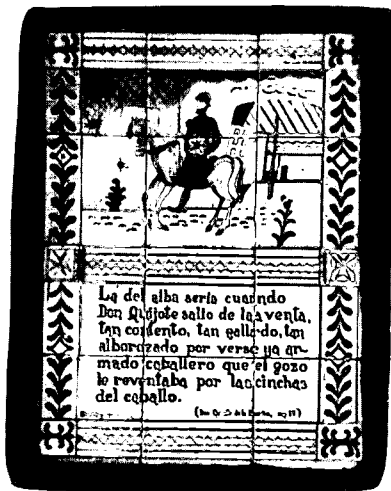 La del alba sería cuando
Don Quijote salio de la venta,
tan contento, tan gallardo, tan
alborozado por verse ya ar-
mado caballero que el gozo
le reventaba por las cinchas
del caballo.